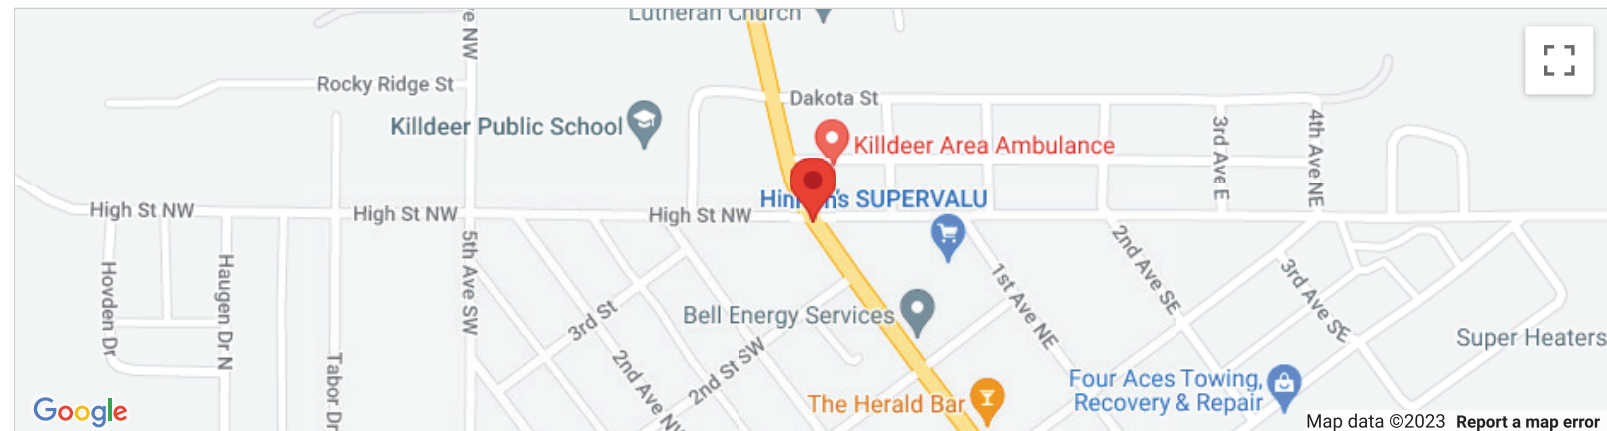 Lutheran Church
e NW
Rocky Ridge St
Dakota St
Killdeer Public School
Killdeer Area Ambulance
3rd Ave E
4th Ave NE
SUPERVALU
High St NW
High St NW
High St NW
5th Ave SW
Hovden Dr
Haugen Dr N
Tabor Dr
3rd St
2nd Ave NW
2nd St SW
1st Ave NE
2nd Ave SE
3rd Ave SE
Bell Energy Services
Super Heaters
The Herald Bar
Four Aces Towing,
Recovery & Repair
Google
Map data ©2023
Report a map error